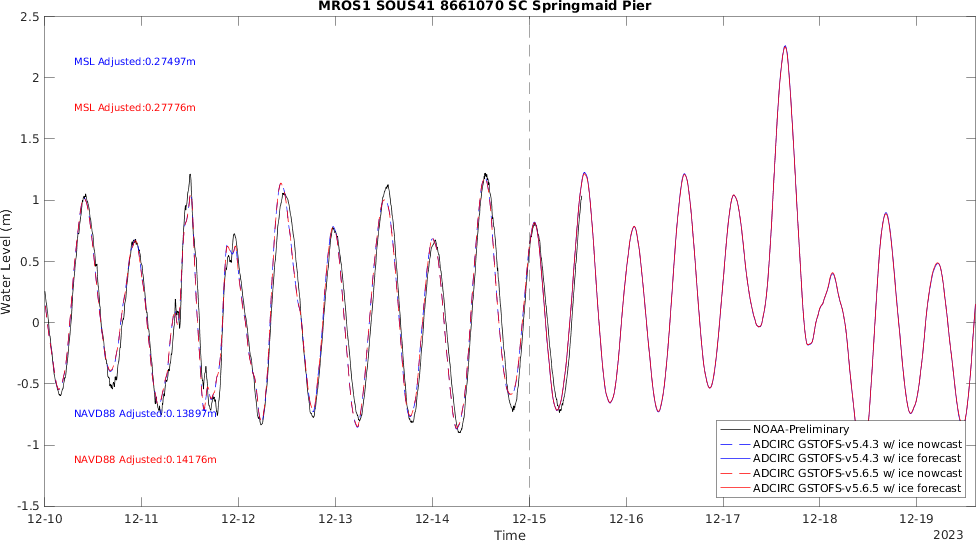 MROS1 SOUS41 8661070 SC Springmaid Pier
2.5
2
1.5
1
0.5
0
-0.5
-1
-1.5
Water Level (m)
MSL Adjusted:0.27497m
MSL Adjusted:0.27776m
NAVD88 Adjusted:0.13897m
NAVD88 Adjusted:0.14176m
NOAA-Preliminary
ADCIRC GSTOFS-v5.4.3 w/ ice nowcast
ADCIRC GSTOFS-v5.4.3 w/ ice forecast
ADCIRC GSTOFS-v5.6.5 w/ ice nowcast
ADCIRC GSTOFS-v5.6.5 w/ ice forecast
12-10 12-11 12-12 12-13 12-14 12-15 12-16 12-17 12-18 12-19
Time
2023